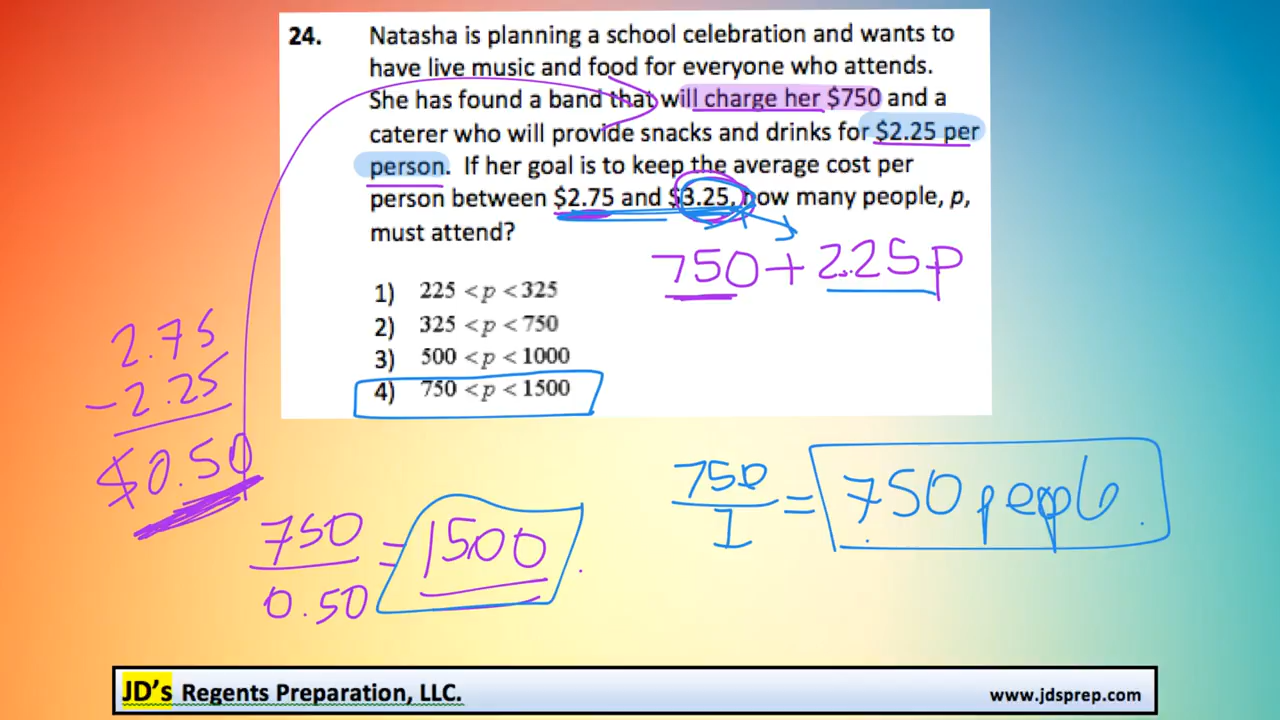 24. Natasha is planning a school celebration and wants to
have live music and food for everyone who attends.
She has found a band that will charge her $750 and a
caterer who will provide snacks and drinks for $2.25 per
person. If her goal is to keep the average cost per
person between $2.75 and $3.25, how many people, p,
must attend?
750 + 2.25p
1) 225 < p < 325
2) 325 < p < 750
3) 500 < p < 1000
4) 750 < p < 1500
2.75
- 2.25
$0.50
750
0.50
= 1500
750
1
= 750 people
JD's Regents Preparation, LLC.
www.jdsprep.com